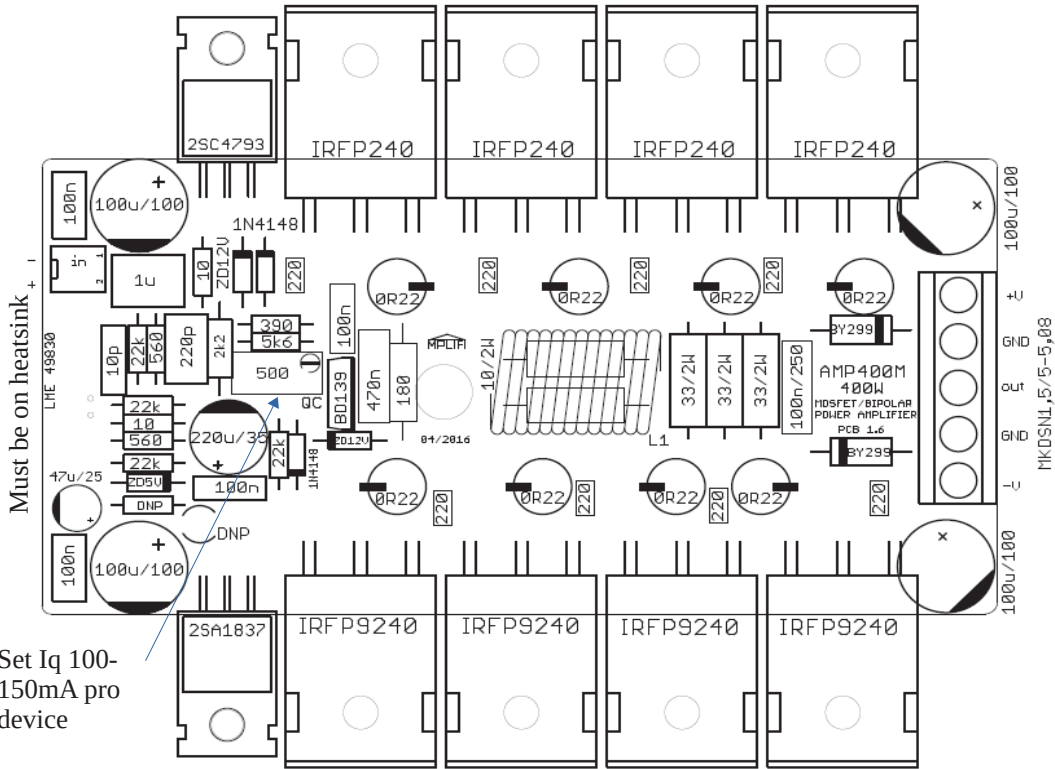 2SC4793
IRFP240
IRFP240
IRFP240
IRFP240
100n
100u/100
+
100u/100
×
1N4148
in
1
2
1u
10
ZD12V
220
220
220
220
0R22
0R22
0R22
0R22
+V
GND
out
GND
-V
MKDSN1,5/5-5,08
Must be on heatsink
+
-
LME 49830
10p
22k
560
220p
2k2
390
5k6
100n
500
QC
BD139
470n
180
MPLIFI
10/2W
L1
33/2W
33/2W
33/2W
100n/250
BY299
AMP400M
400W
MOSFET/BIPOLAR
POWER AMPLIFIER
PCB 1.6
BY299
22k
10
560
220u/35
+
22k
1N4148
ZD12V
04/2016
22k
47u/25
+
ZD5V
100n
DNP
DNP
0R22
0R22
0R22
0R22
220
220
220
220
100n
100u/100
+
100u/100
×
2SA1837
IRFP9240
IRFP9240
IRFP9240
IRFP9240
Set Iq 100-
150mA pro
device